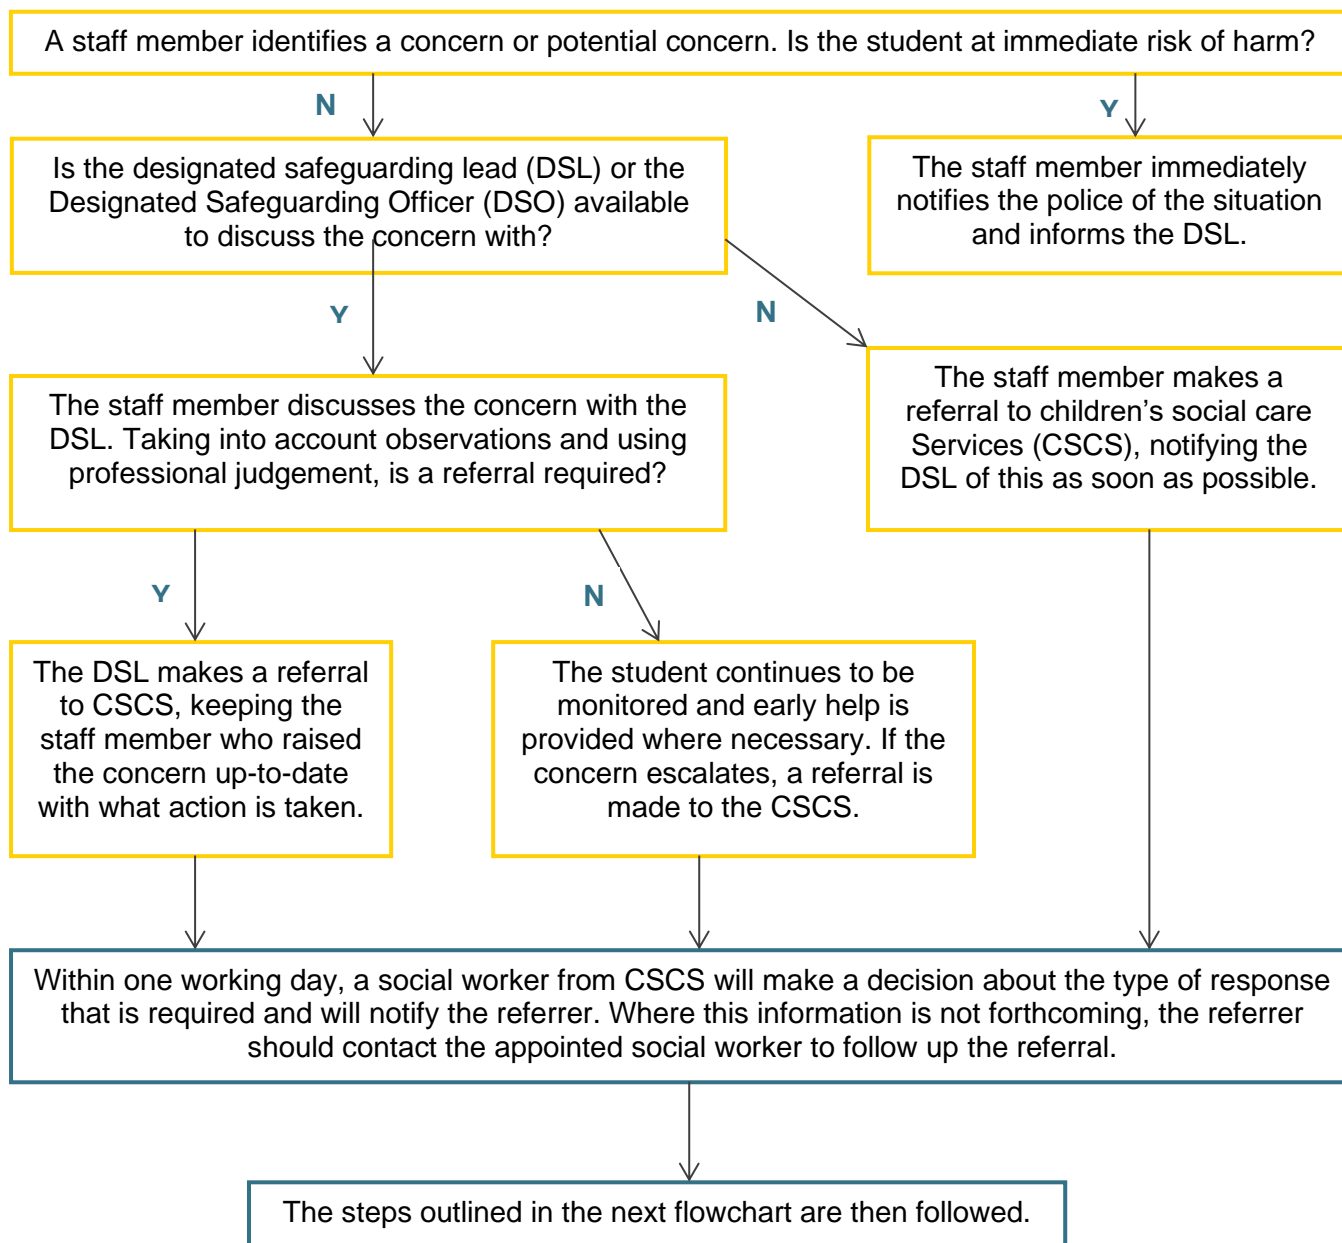 A staff member identifies a concern or potential concern. Is the student at immediate risk of harm?
N
Y
Is the designated safeguarding lead (DSL) or the
Designated Safeguarding Officer (DSO) available
to discuss the concern with?
The staff member immediately
notifies the police of the situation
and informs the DSL.
Y
N
The staff member discusses the concern with the
DSL. Taking into account observations and using
professional judgement, is a referral required?
The staff member makes a
referral to children’s social care
Services (CSCS), notifying the
DSL of this as soon as possible.
Y
N
The DSL makes a referral
to CSCS, keeping the
staff member who raised
the concern up-to-date
with what action is taken.
The student continues to be
monitored and early help is
provided where necessary. If the
concern escalates, a referral is
made to the CSCS.
Within one working day, a social worker from CSCS will make a decision about the type of response
that is required and will notify the referrer. Where this information is not forthcoming, the referrer
should contact the appointed social worker to follow up the referral.
The steps outlined in the next flowchart are then followed.